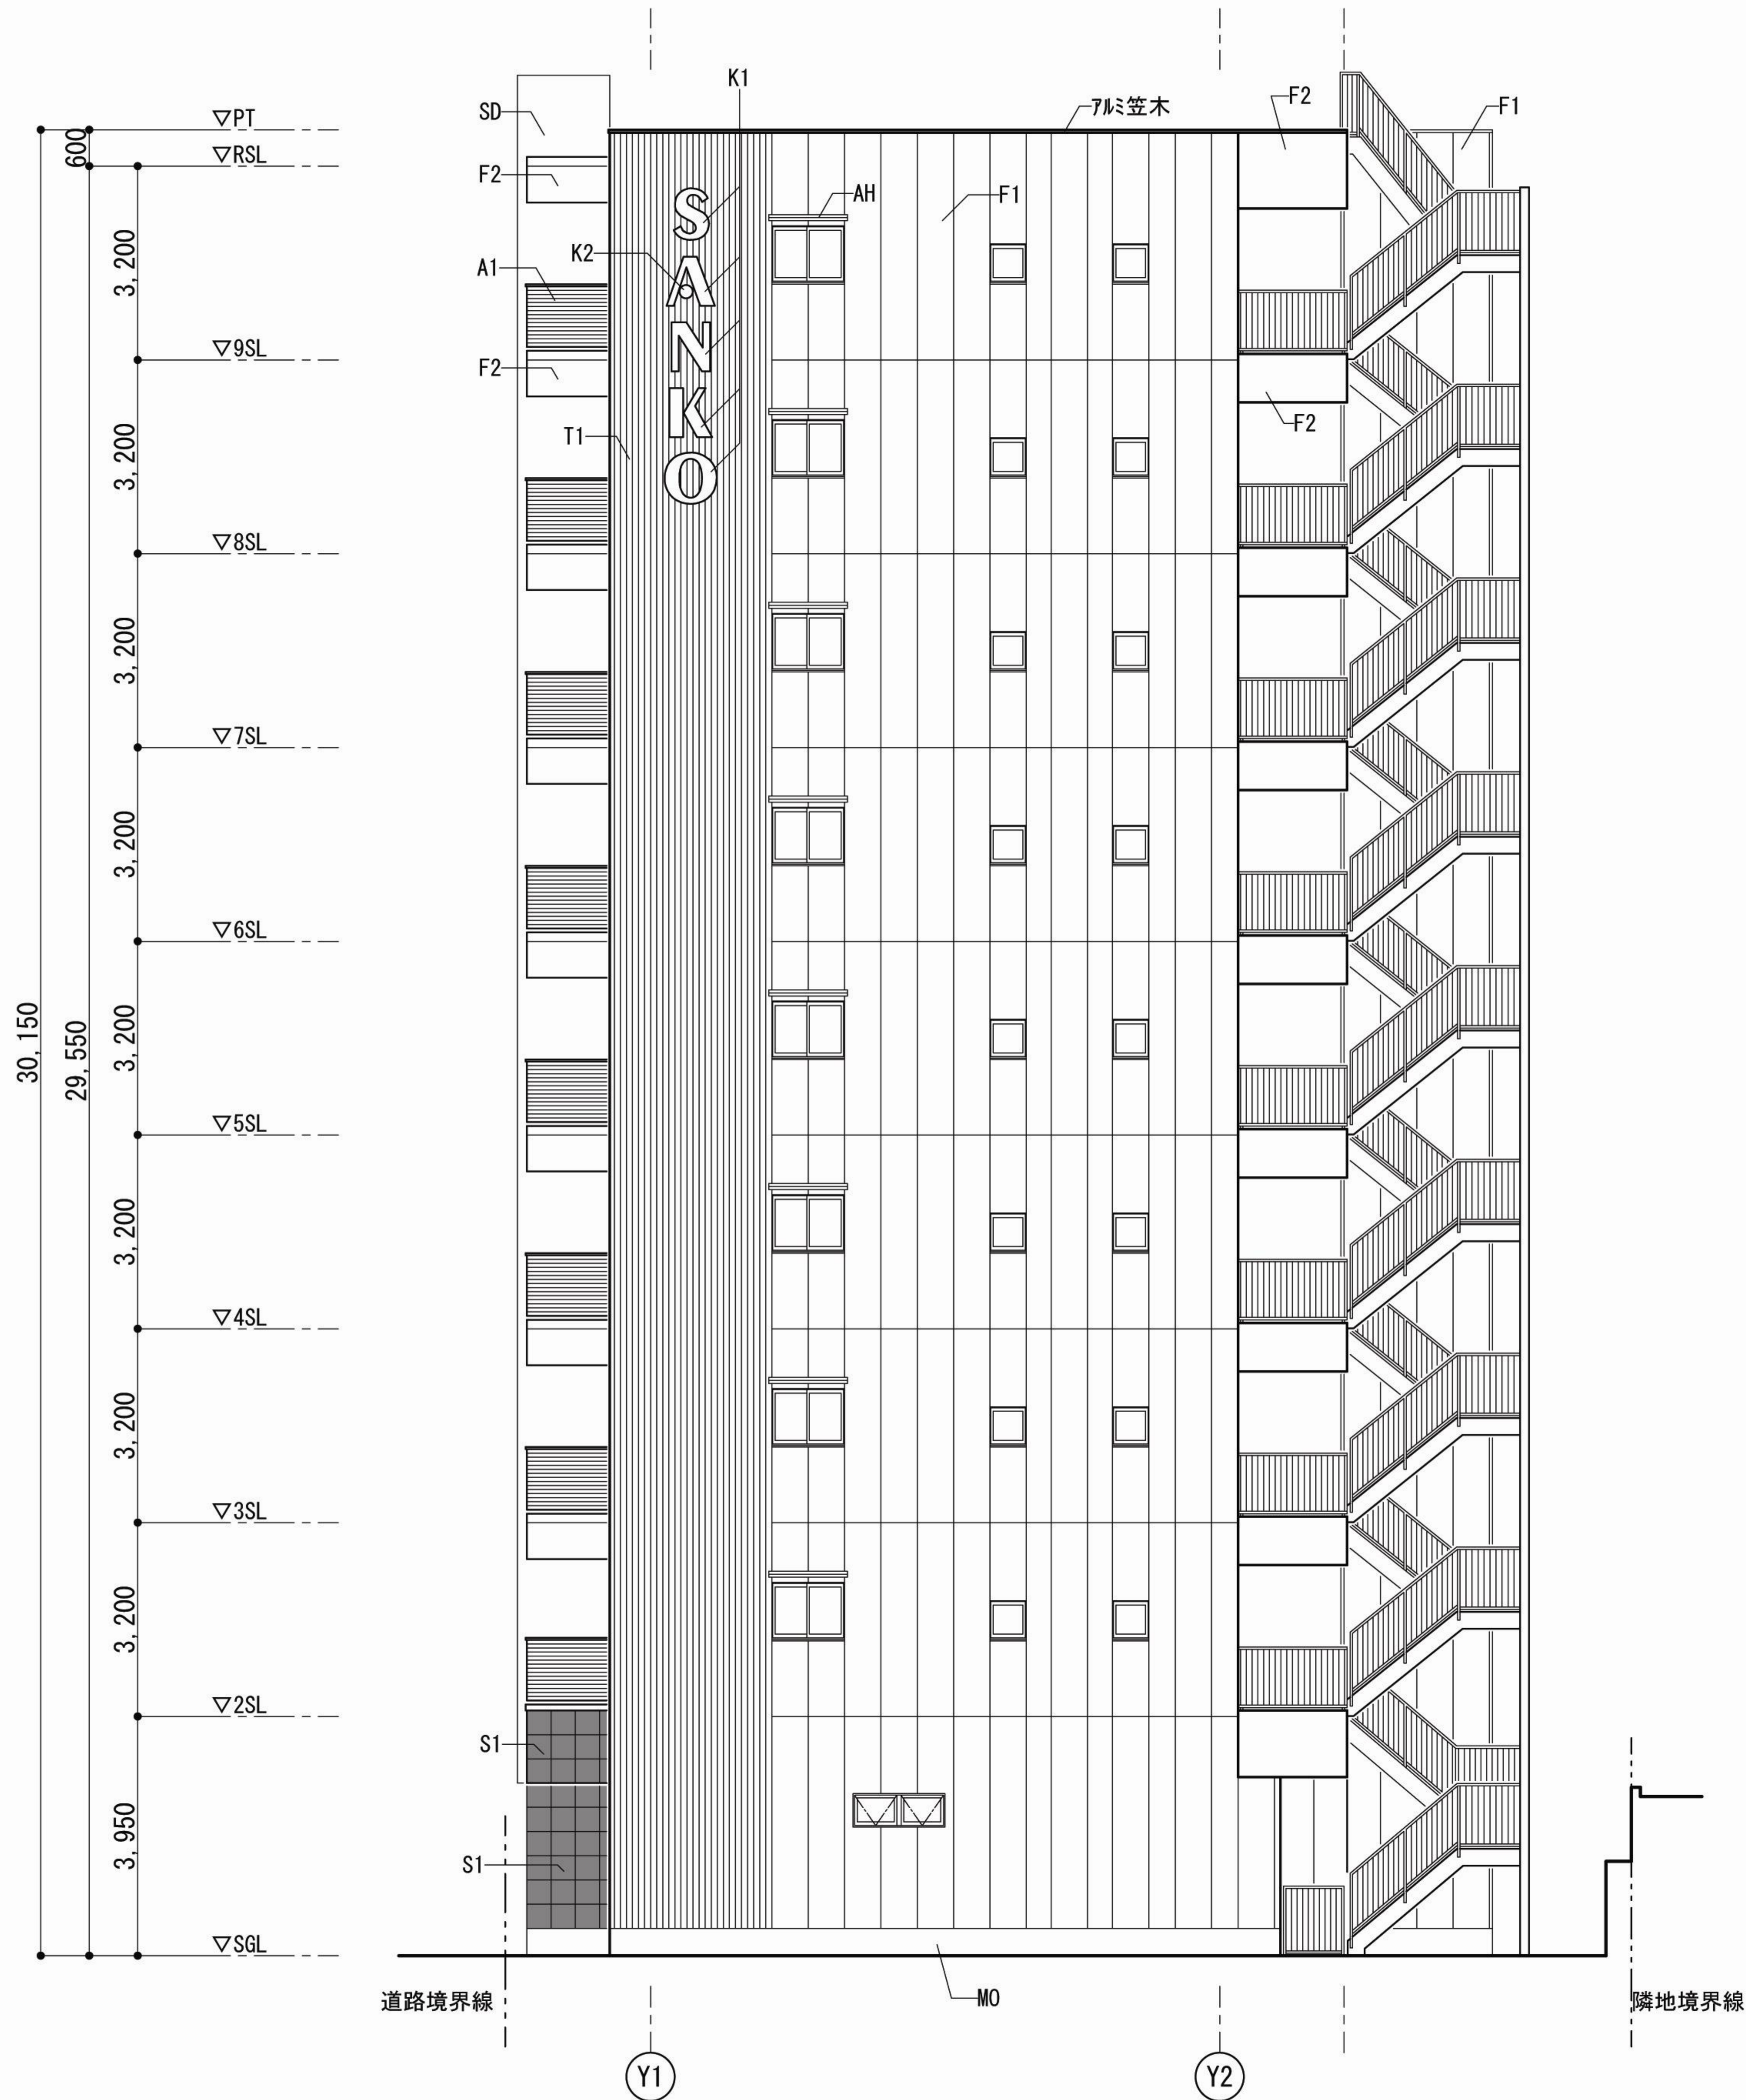 K1
SD
アルミ笠木
F2
F1
▽PT
600
▽RSL
F2
AH
F1
SANKO
K2
A1
3,200
▽9SL
F2
F2
T1
3,200
▽8SL
3,200
▽7SL
3,200
▽6SL
30,150
29,550
3,200
▽5SL
3,200
▽4SL
3,200
▽3SL
3,200
▽2SL
S1
3,950
S1
▽SGL
道路境界線
MO
隣地境界線
Y1
Y2